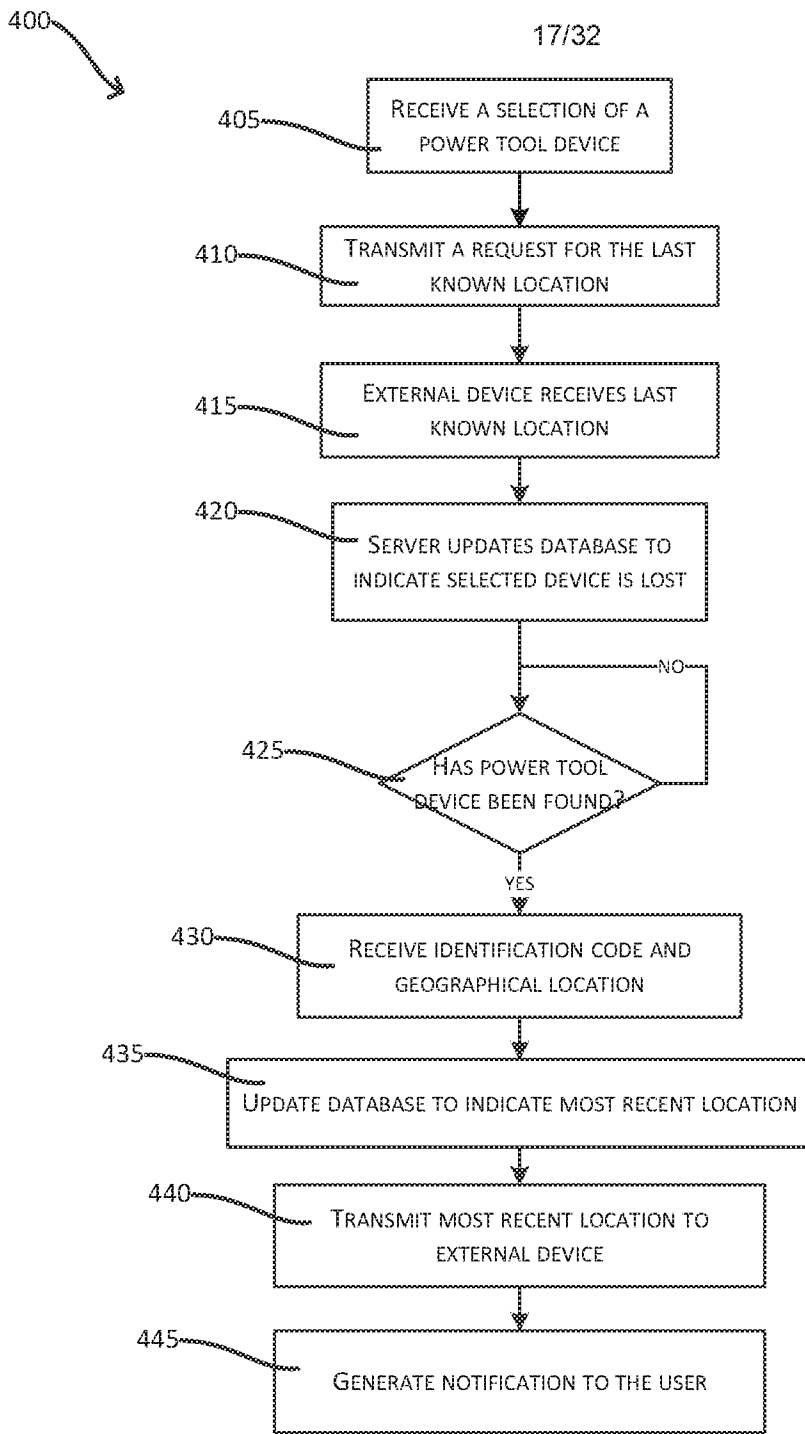 400
17/32
405
RECEIVE A SELECTION OF A
POWER TOOL DEVICE
410
TRANSMIT A REQUEST FOR THE LAST
KNOWN LOCATION
415
EXTERNAL DEVICE RECEIVES LAST
KNOWN LOCATION
420
SERVER UPDATES DATABASE TO
INDICATE SELECTED DEVICE IS LOST
NO
425
HAS POWER TOOL
DEVICE BEEN FOUND?
YES
430
RECEIVE IDENTIFICATION CODE AND
GEOGRAPHICAL LOCATION
435
UPDATE DATABASE TO INDICATE MOST RECENT LOCATION
440
TRANSMIT MOST RECENT LOCATION TO
EXTERNAL DEVICE
445
GENERATE NOTIFICATION TO THE USER